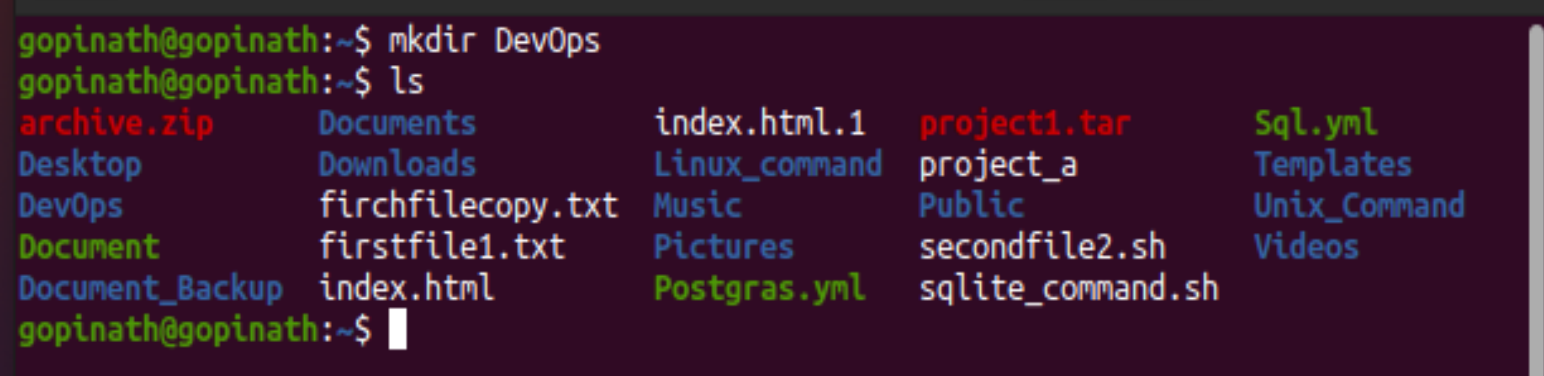 gopinath@gopinath:~$ mkdir DevOps
gopinath@gopinath:~$ ls
archive.zip Documents index.html.1 project1.tar Sql.yml
Desktop Downloads Linux_command project_a Templates
DevOps firchfilecopy.txt Music Public Unix_Command
Document firstfile1.txt Pictures secondfile2.sh Videos
Document_Backup index.html Postgras.yml sqlite_command.sh
gopinath@gopinath:~$